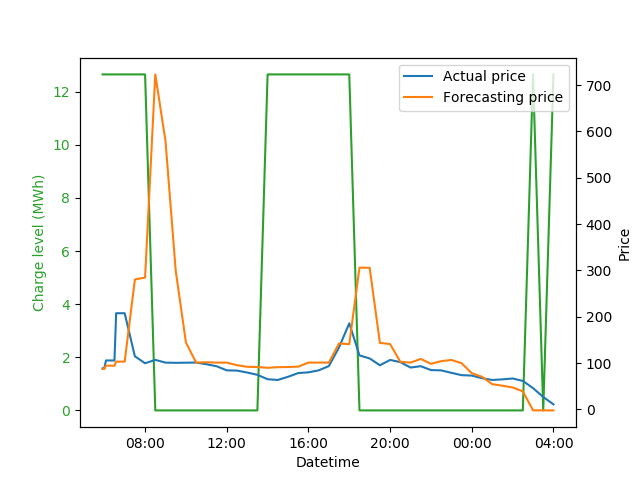 Actual price
Forecasting price
Charge level (MWh)
12
10
8
6
4
2
0
700
600
500
400
300
200
100
0
Price
08:00 12:00 16:00 20:00 00:00 04:00
Datetime